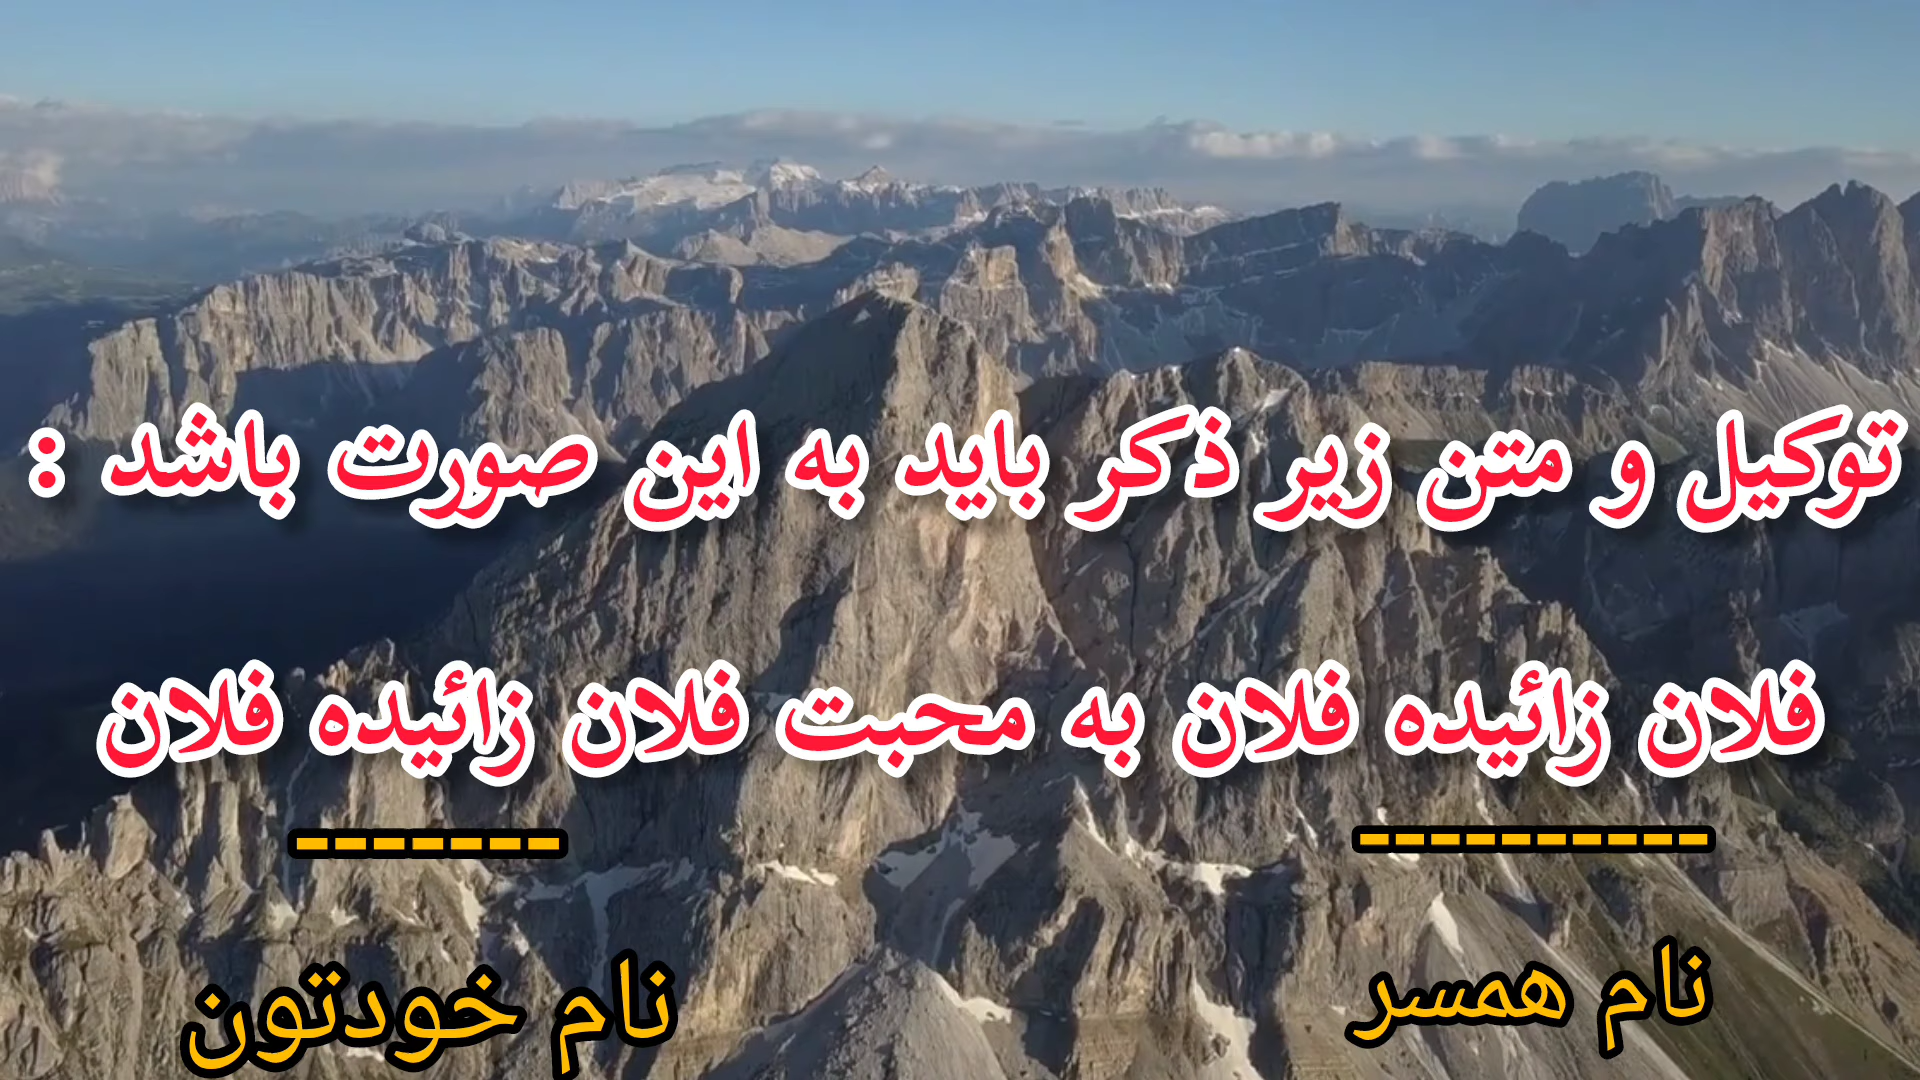 توکیل و متن زیر ذکر باید به این صورت باشد :
فلان زائیده فلان به محبت فلان زائیده فلان
---------- -------
نام همسر نام خودتون